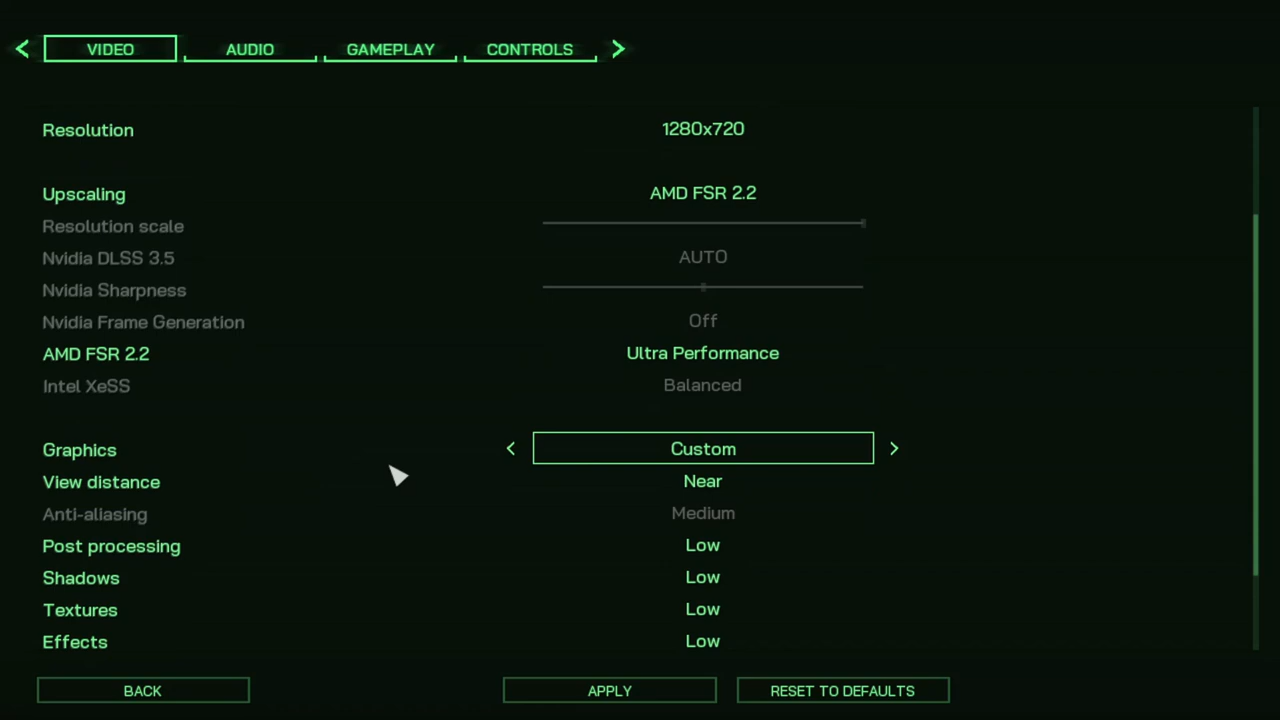 VIDEO AUDIO GAMEPLAY CONTROLS
Resolution 1280x720
Upscaling AMD FSR 2.2
Resolution scale
Nvidia DLSS 3.5 AUTO
Nvidia Sharpness
Nvidia Frame Generation Off
AMD FSR 2.2 Ultra Performance
Intel XeSS Balanced
Graphics Custom
View distance Near
Anti-aliasing Medium
Post processing Low
Shadows Low
Textures Low
Effects Low
BACK APPLY RESET TO DEFAULTS